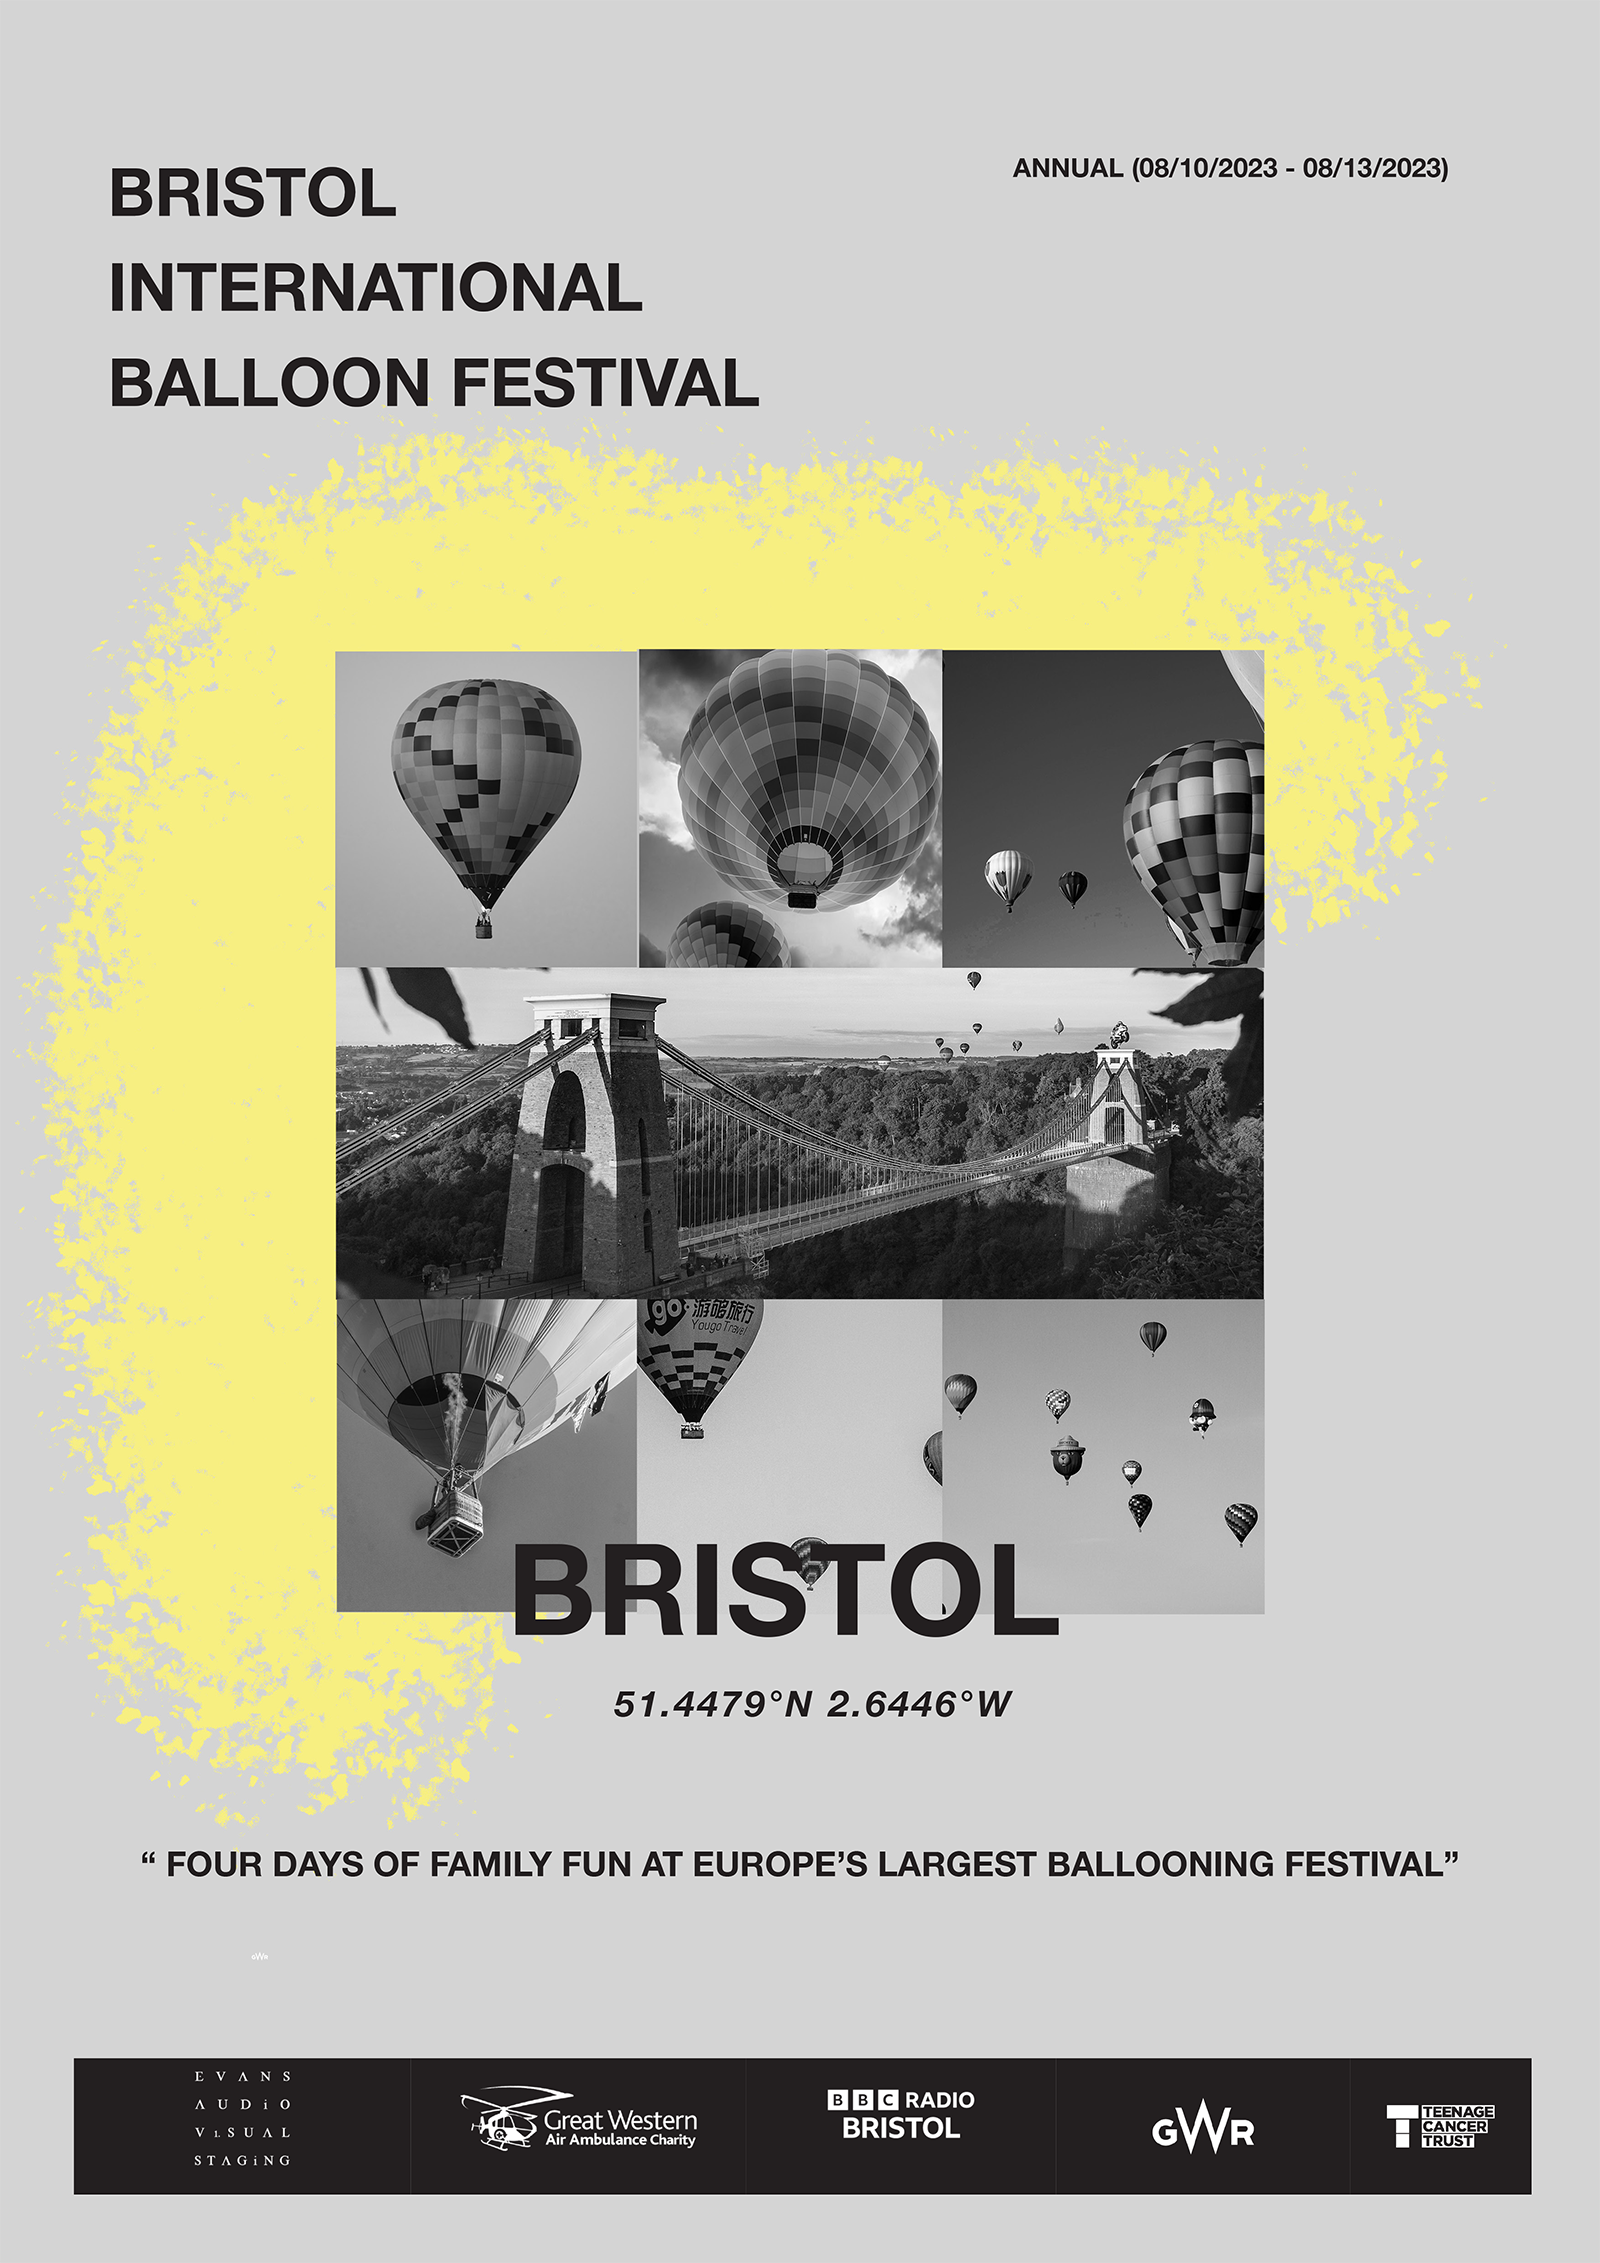 BRISTOL
INTERNATIONAL
BALLOON FESTIVAL
ANNUAL (08/10/2023 - 08/13/2023)
go 游够旅行
Yougo Travel
BRISTOL
51.4479°N 2.6446°W
“ FOUR DAYS OF FAMILY FUN AT EUROPE’S LARGEST BALLOONING FESTIVAL”
GWR
EVANS
AUDiO
ViSUAL
STAGiNG
Great Western
Air Ambulance Charity
BBC RADIO
BRISTOL
GWR
TEENAGE
CANCER
TRUST